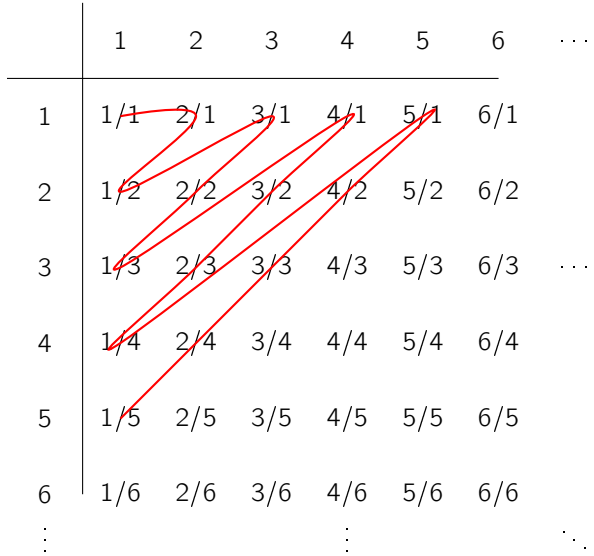 1 2 3 4 5 6 ...
1 1/1 2/1 3/1 4/1 5/1 6/1
2 1/2 2/2 3/2 4/2 5/2 6/2
3 1/3 2/3 3/3 4/3 5/3 6/3 ...
4 1/4 2/4 3/4 4/4 5/4 6/4
5 1/5 2/5 3/5 4/5 5/5 6/5
6 1/6 2/6 3/6 4/6 5/6 6/6
⋮ ⋮ ⋱